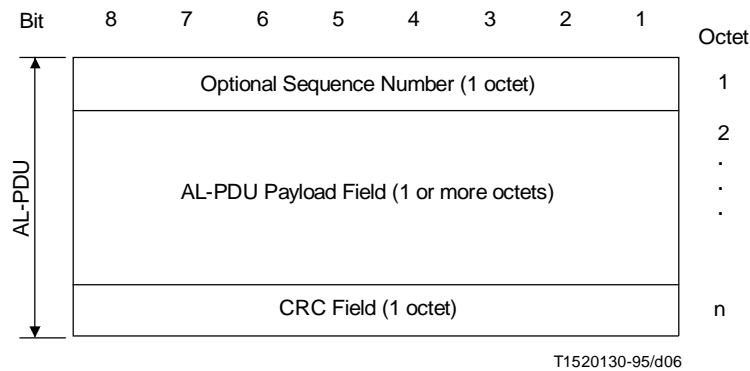 Bit 8 7 6 5 4 3 2 1
Octet
Optional Sequence Number (1 octet) 1
2
.
.
.
AL-PDU
AL-PDU Payload Field (1 or more octets)
CRC Field (1 octet) n
T1520130-95/d06